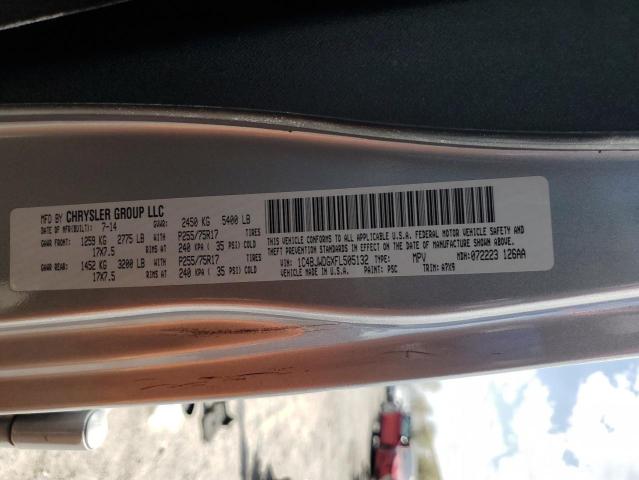 MFD BY CHRYSLER GROUP LLC
DATE OF MFR(BUILT): 7-14 GVWR: 2450 KG 5400 LB
GAWR FRONT: 1259 KG 2775 LB WITH P255/75R17 TIRES
17X7.5 RIMS AT 240 KPA ( 35 PSI) COLD
GAWR REAR: 1452 KG 3200 LB WITH P255/75R17 TIRES
17X7.5 RIMS AT 240 KPA ( 35 PSI) COLD
THIS VEHICLE CONFORMS TO ALL APPLICABLE U.S.A. FEDERAL MOTOR VEHICLE SAFETY AND
THEFT PREVENTION STANDARDS IN EFFECT ON THE DATE OF MANUFACTURE SHOWN ABOVE
MADE IN U.S.A.
VIN: 1C4BJWDGXFL505132 TYPE: MPV MDH: 072223 126AA
PAINT: PSC TRIM: A7X9